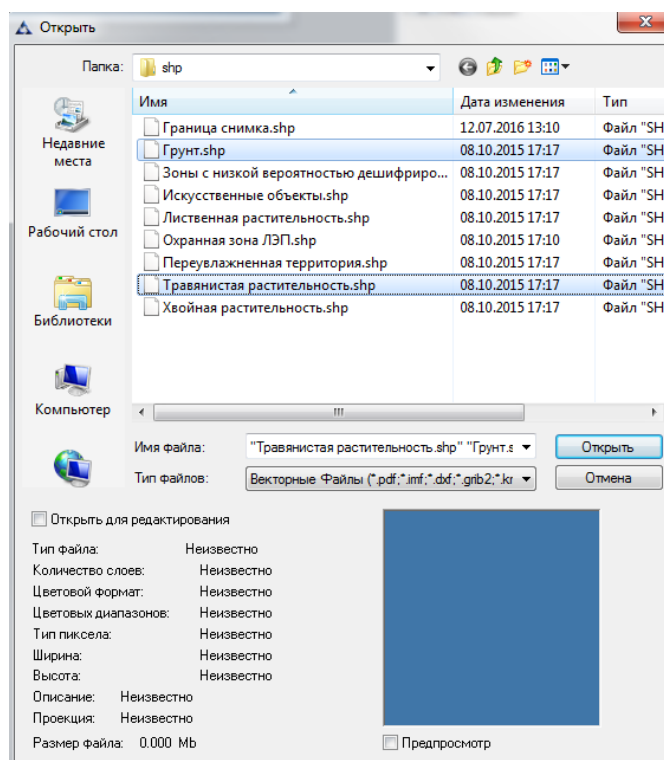 Открыть
Папка: shp
Имя Дата изменения Тип
Граница снимка.shp 12.07.2016 13:10 Файл "SH
Грунт.shp 08.10.2015 17:17 Файл "SH
Зоны с низкой вероятностью дешифриро... 08.10.2015 17:17 Файл "SH
Искусственные объекты.shp 08.10.2015 17:17 Файл "SH
Лиственная растительность.shp 08.10.2015 17:17 Файл "SH
Охранная зона ЛЭП.shp 08.10.2015 17:10 Файл "SH
Переувлажненная территория.shp 08.10.2015 17:17 Файл "SH
Травянистая растительность.shp 08.10.2015 17:17 Файл "SH
Хвойная растительность.shp 08.10.2015 17:17 Файл "SH
Недавние
места
Рабочий стол
Библиотеки
Компьютер
Имя файла: "Травянистая растительность.shp" "Грунт.s Открыть
Тип файлов: Векторные Файлы (*.pdf;*.imf;*.dxf;*.grib2;*.kr Отмена
Открыть для редактирования
Тип файла: Неизвестно
Количество слоев: Неизвестно
Цветовой формат: Неизвестно
Цветовых диапазонов: Неизвестно
Тип пиксела: Неизвестно
Ширина: Неизвестно
Высота: Неизвестно
Описание: Неизвестно
Проекция: Неизвестно
Размер файла: 0.000 Mb
Предпросмотр